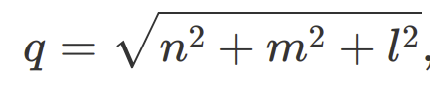 q = √(n² + m² + l²),